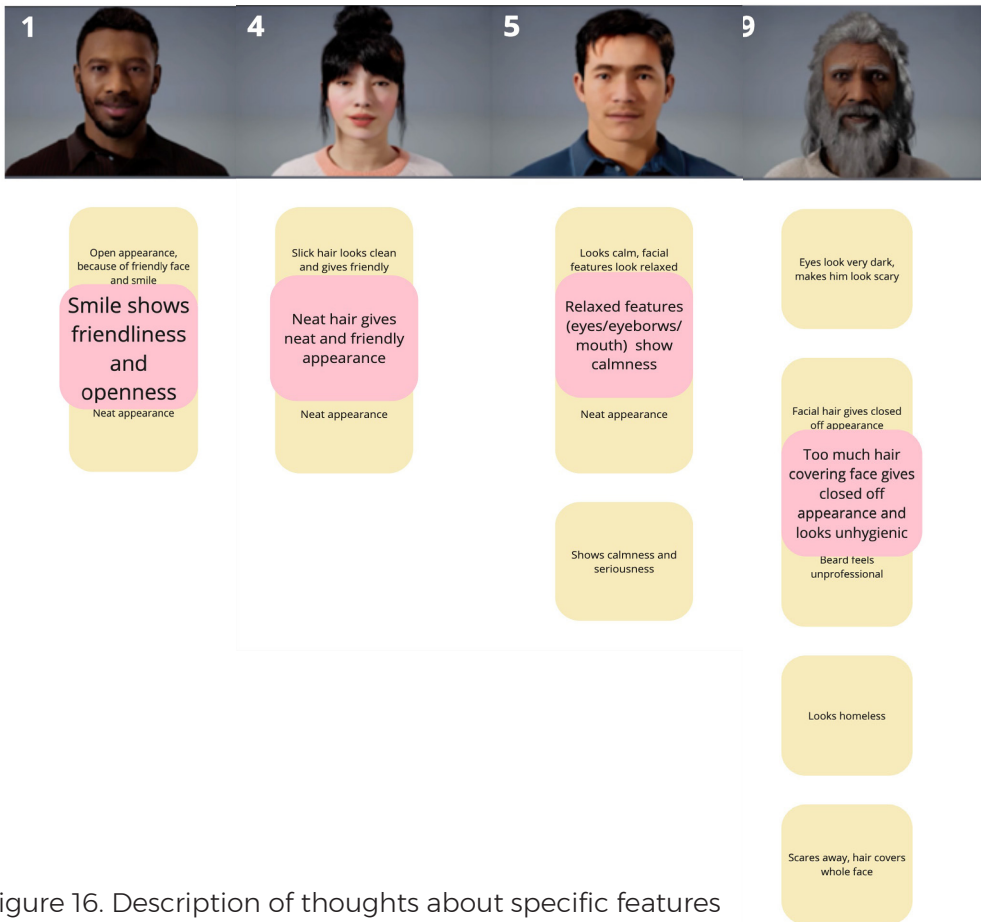 1
4
5
9
Open appearance,
because of friendly face
and smile
Smile shows
friendliness
and
openness
Neat appearance
Slick hair looks clean
and gives friendly
Neat hair gives
neat and friendly
appearance
Neat appearance
Looks calm, facial
features look relaxed
Relaxed features
(eyes/eyeborws/
mouth) show
calmness
Neat appearance
Shows calmness and
seriousness
Eyes look very dark,
makes him look scary
Facial hair gives closed
off appearance
Too much hair
covering face gives
closed off
appearance and
looks unhygienic
Beard feels
unprofessional
Looks homeless
Scares away, hair covers
whole face
igure 16. Description of thoughts about specific features